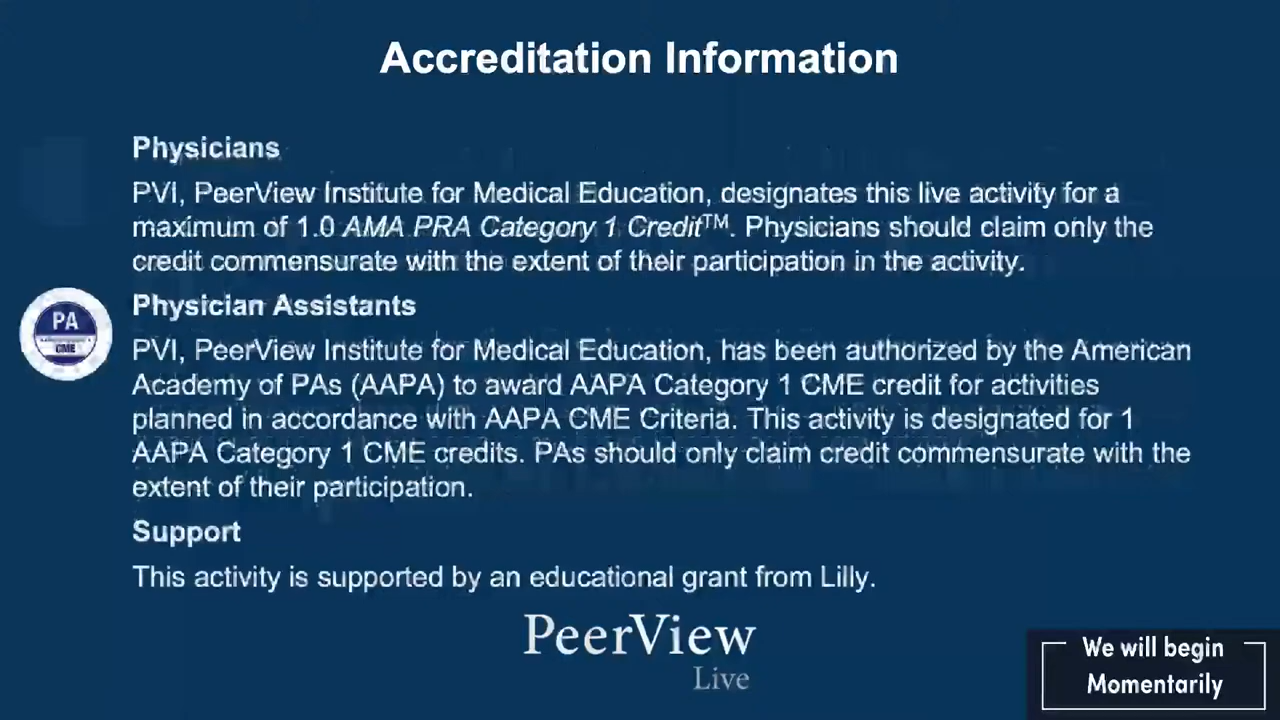 Accreditation Information
Physicians
PVI, PeerView Institute for Medical Education, designates this live activity for a
maximum of 1.0 AMA PRA Category 1 Credit™. Physicians should claim only the
credit commensurate with the extent of their participation in the activity.
Physician Assistants
PA
CME
PVI, PeerView Institute for Medical Education, has been authorized by the American
Academy of PAs (AAPA) to award AAPA Category 1 CME credit for activities
planned in accordance with AAPA CME Criteria. This activity is designated for 1
AAPA Category 1 CME credits. PAs should only claim credit commensurate with the
extent of their participation.
Support
This activity is supported by an educational grant from Lilly.
PeerView
Live
We will begin
Momentarily